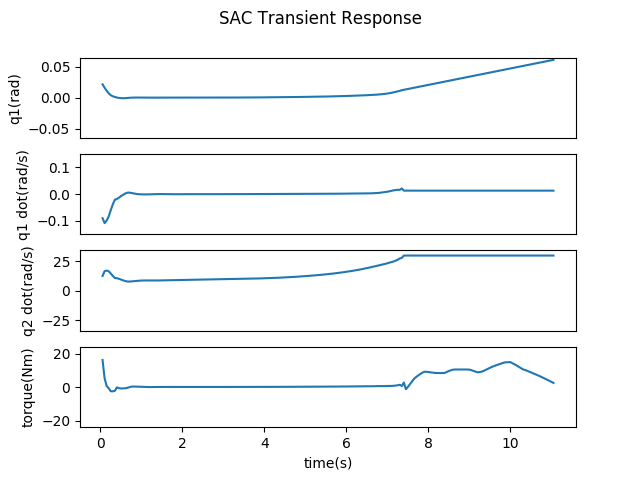 SAC Transient Response
q1(rad)
0.05
0.00
−0.05
q1 dot(rad/s)
0.1
0.0
−0.1
q2 dot(rad/s)
25
0
−25
torque(Nm)
20
0
−20
0 2 4 6 8 10
time(s)